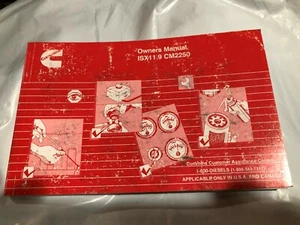 Owners Manual
ISX11.9 CM2250
Cummins Customer Assistance Center
1-800-DIESELS
APPLICABLE ONLY IN U.S.A. AND CANADA